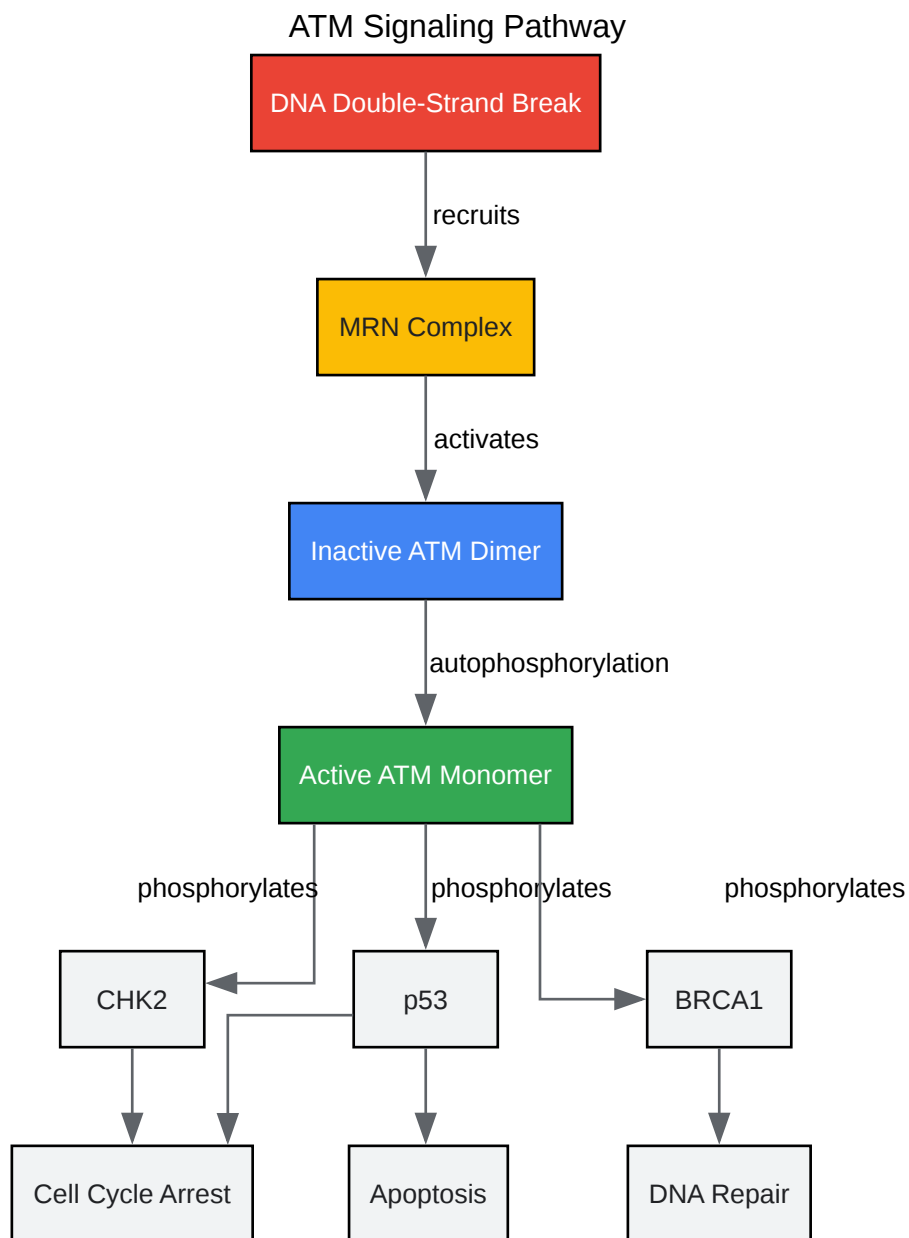 ATM Signaling Pathway
DNA Double-Strand Break
recruits
MRN Complex
activates
Inactive ATM Dimer
autophosphorylation
Active ATM Monomer
phosphorylates phosphorylates phosphorylates
CHK2 p53 BRCA1
Cell Cycle Arrest Apoptosis DNA Repair